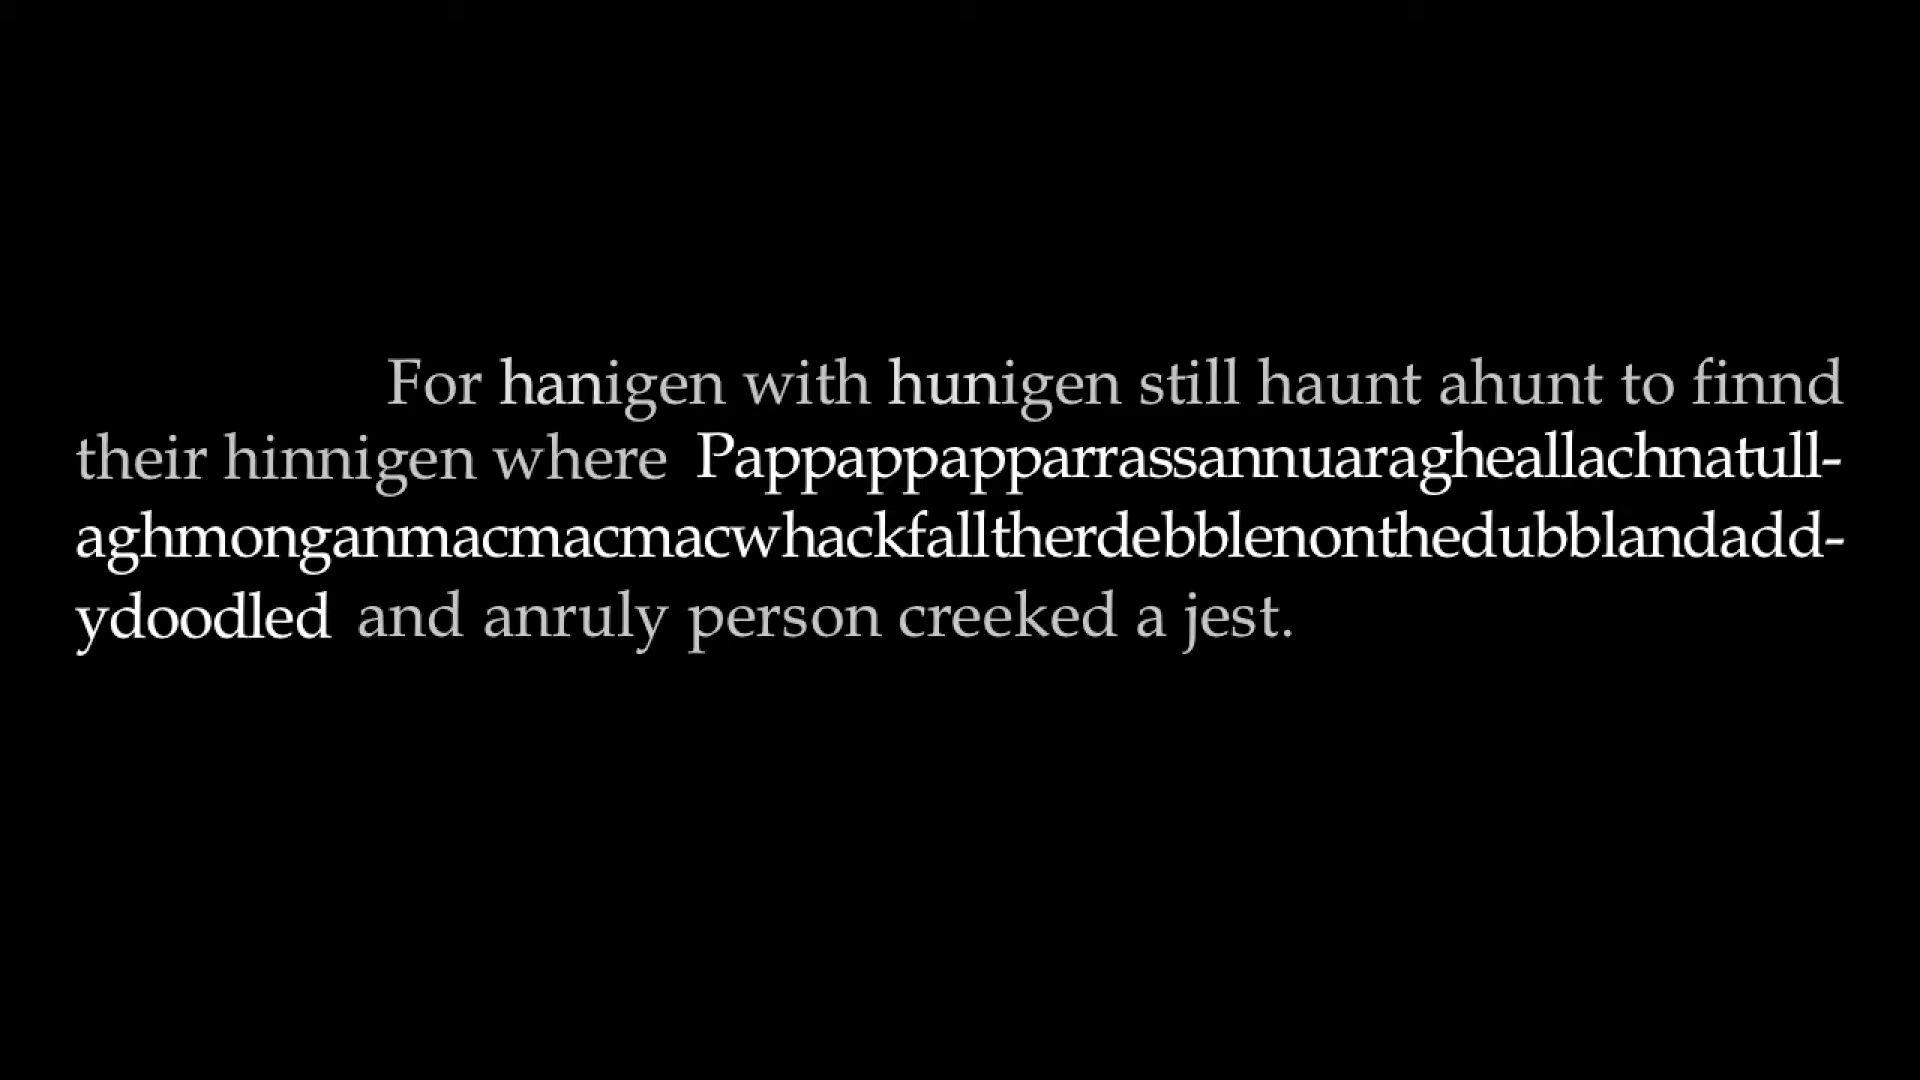 For hanigen with hunigen still haunt ahunt to finnd
their hinnigen where Pappappapparrassannuaragheallachnatull-
aghmonganmacmacmacwhackfalltherdebblenonthedubblandadd-
ydoodled and anruly person creeked a jest.